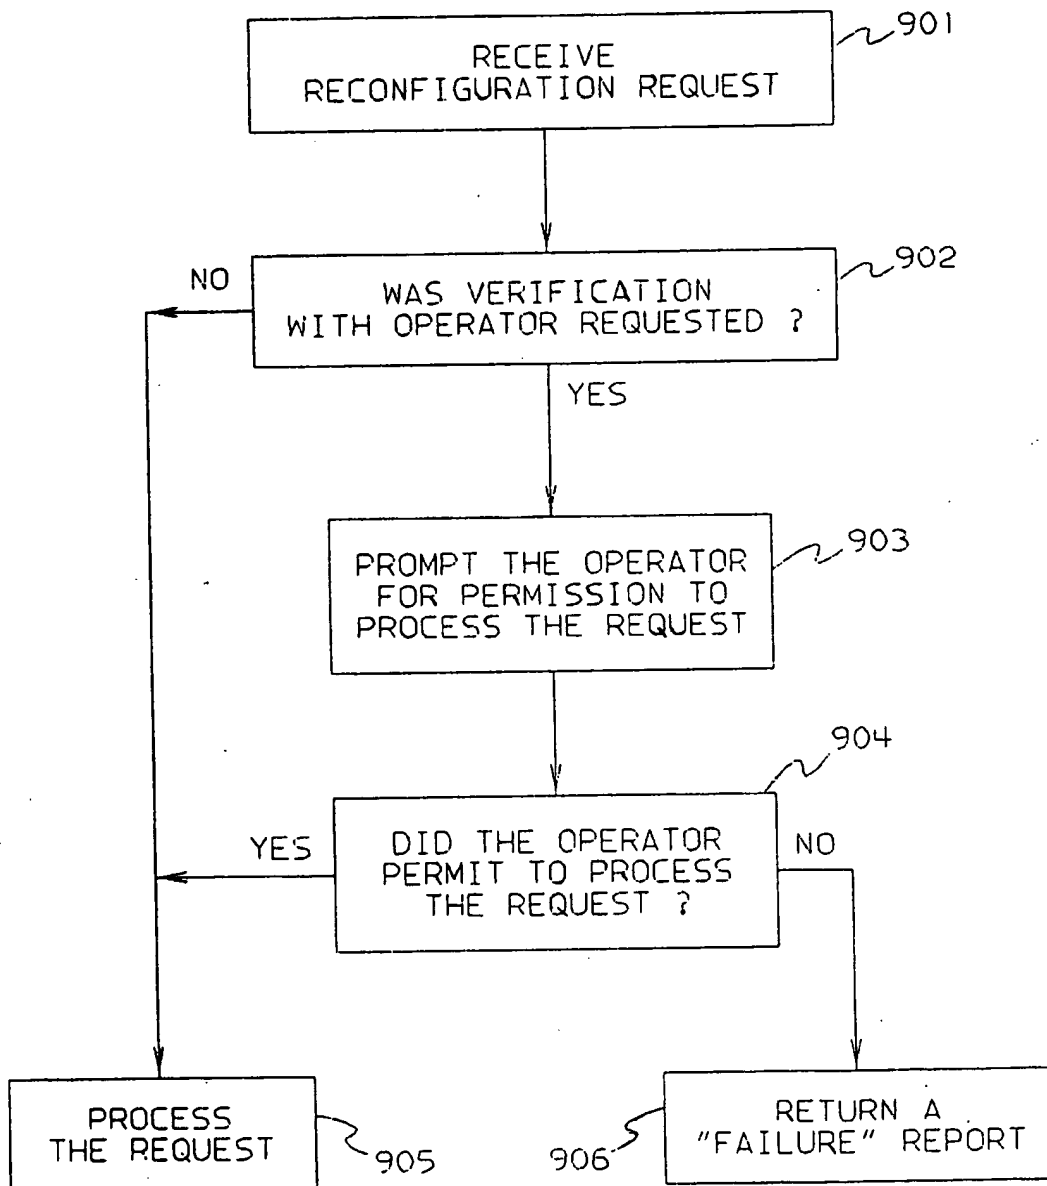 901
RECEIVE
RECONFIGURATION REQUEST
902
NO
WAS VERIFICATION
WITH OPERATOR REQUESTED ?
YES
903
PROMPT THE OPERATOR
FOR PERMISSION TO
PROCESS THE REQUEST
904
YES
DID THE OPERATOR
PERMIT TO PROCESS
THE REQUEST ?
NO
PROCESS
THE REQUEST
905
906
RETURN A
"FAILURE" REPORT